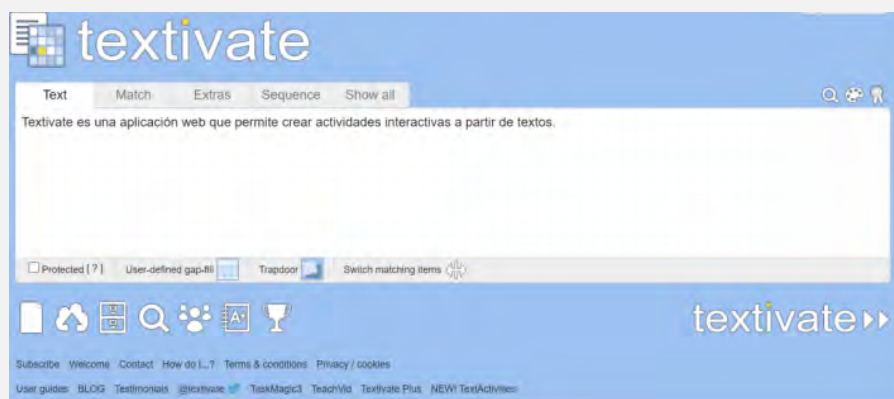 textivate
Text Match Extras Sequence Show all
Textivate es una aplicación web que permite crear actividades interactivas a partir de textos.
Protected [ ? ] User-defined gap-fill Trapdoor Switch matching items
A+
textivate
Subscribe Welcome Contact How do I...? Terms & conditions Privacy / cookies
User guides BLOG Testimonials @textivate TaskMagic3 TeachVid Textivate Plus NEW! TextActivities